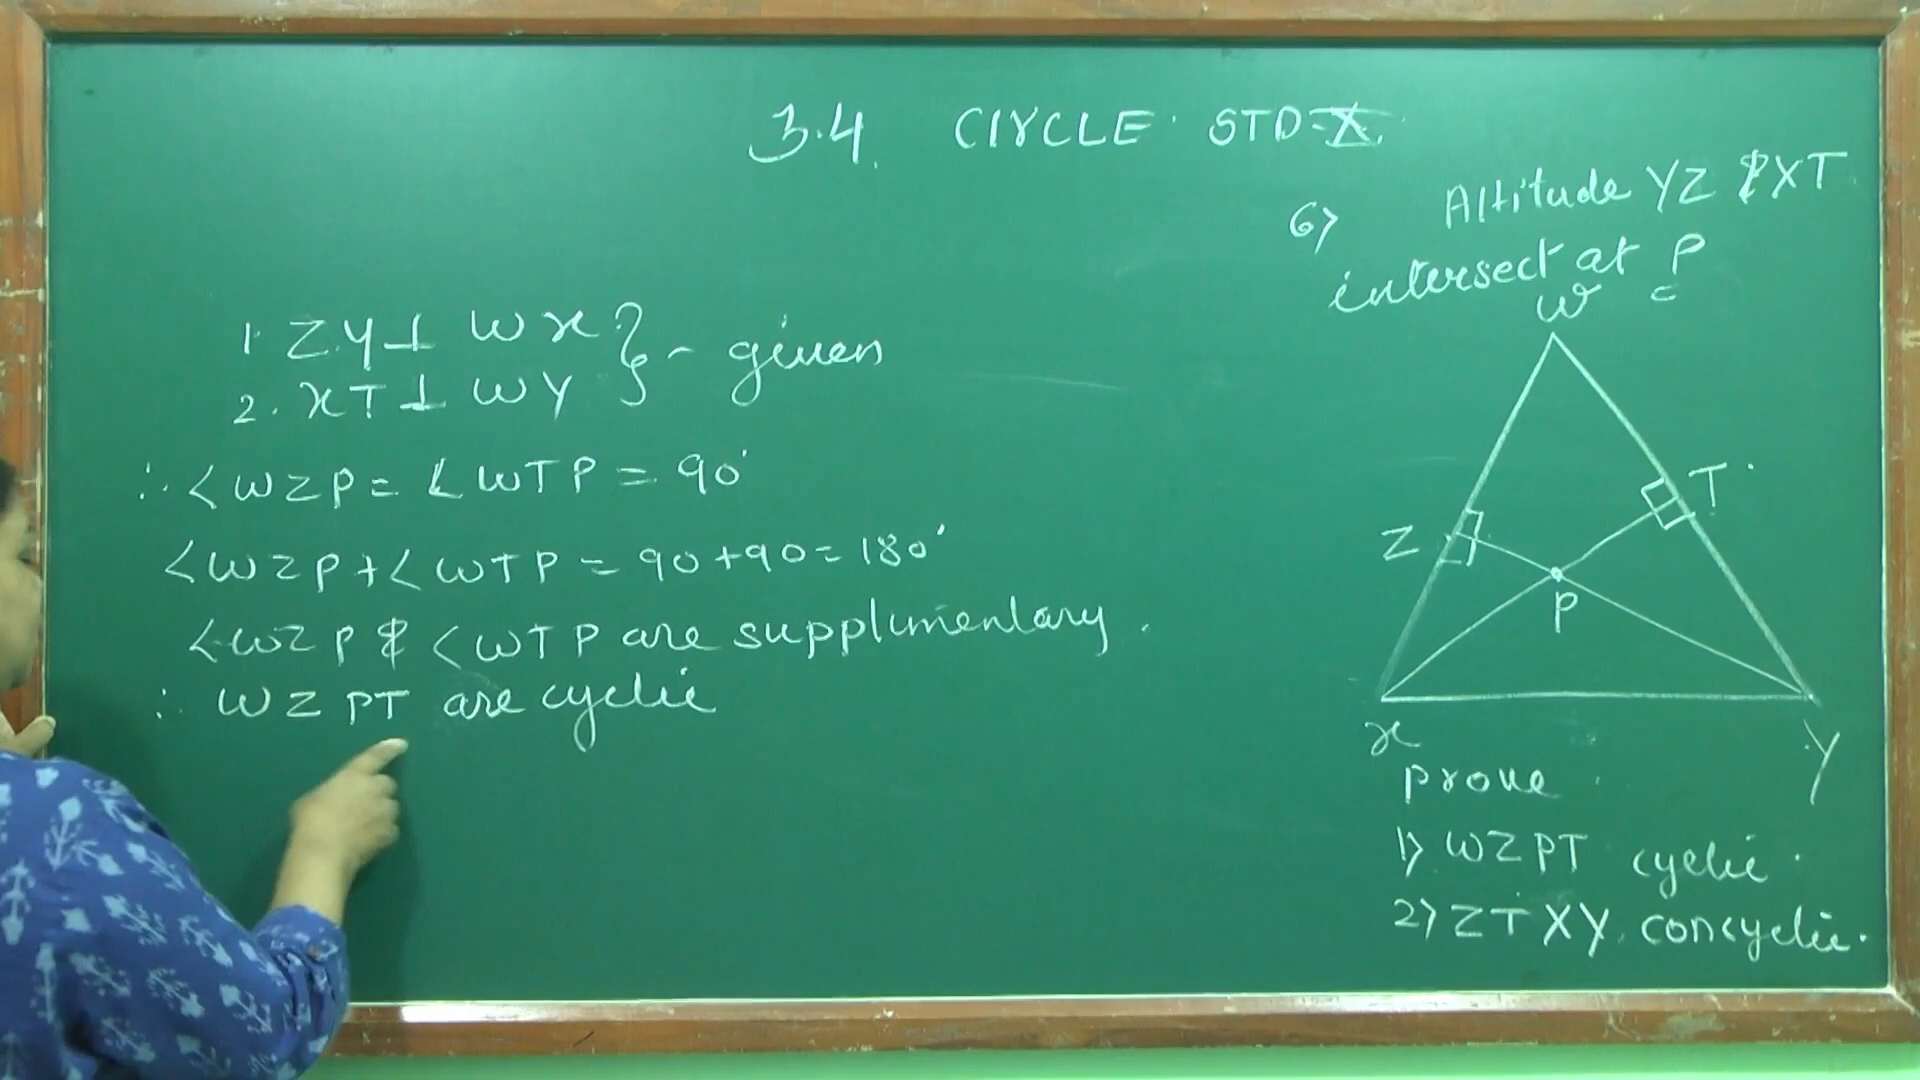 3.4. CIRCLE STD-X.
6) Altitude YZ & XT
intersect at P
1. ZY ⊥ WX } - given
2. XT ⊥ WY
∴ <WZP = <WTP = 90°
<WZP + <WTP = 90+90 = 180°
<WZP & <WTP are supplimentary.
∴ WZPT are cyclic
W
T
Z
P
X
Y
prove
1) WZPT cyclic.
2) ZTXY concyclic.